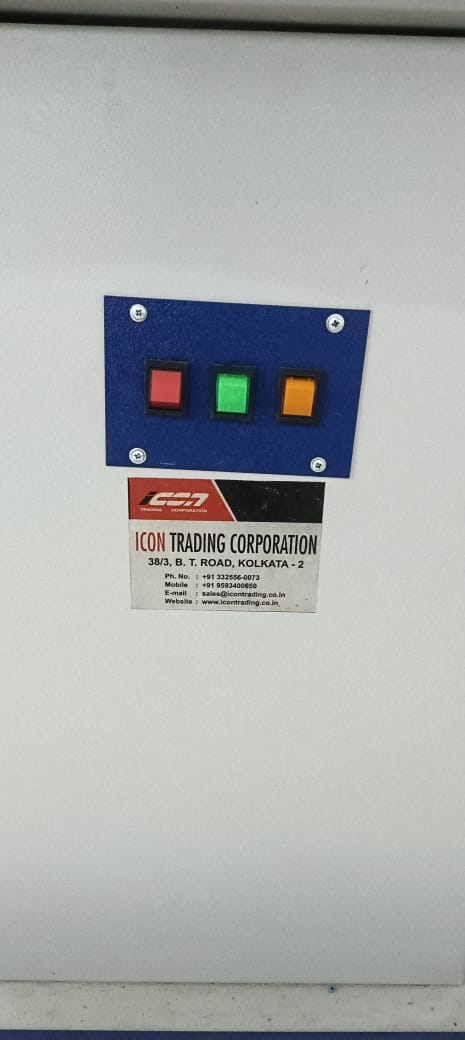 icon
TRADING CORPORATION
ICON TRADING CORPORATION
38/3, B. T. ROAD, KOLKATA - 2
Ph. No. : +91 332556-0073
Mobile : +91 9593400650
E-mail : sales@icontrading.co.in
Website : www.icontrading.co.in